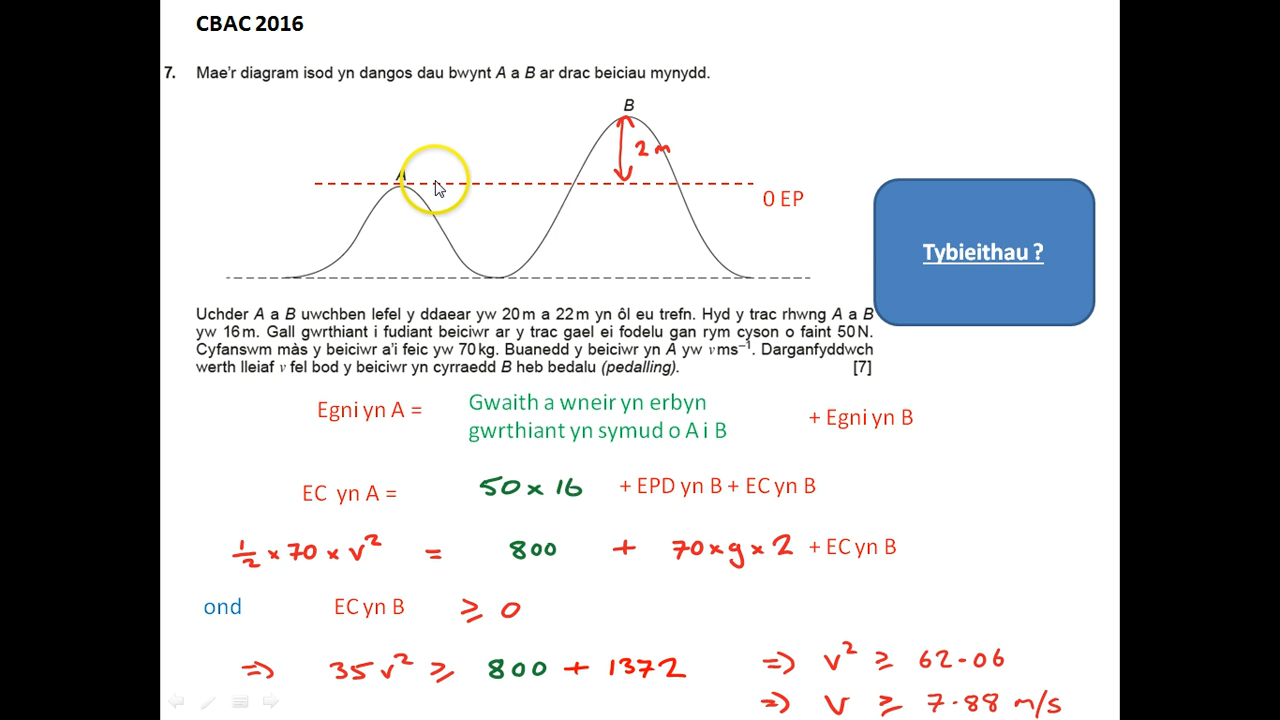 CBAC 2016
7. Mae'r diagram isod yn dangos dau bwynt A a B ar drac beiciau mynydd.
B
2 m
A
0 EP
Tybieithau ?
Uchder A a B uwchben lefel y ddaear yw 20 m a 22 m yn ôl eu trefn. Hyd y trac rhwng A a B
yw 16 m. Gall gwrthiant i fudiant beiciwr ar y trac gael ei fodelu gan rym cyson o faint 50 N.
Cyfanswm màs y beiciwr a'i feic yw 70 kg. Buanedd y beiciwr yn A yw v ms⁻¹. Darganfyddwch
werth lleiaf v fel bod y beiciwr yn cyrraedd B heb bedalu (pedalling). [7]
Egni yn A = Gwaith a wneir yn erbyn
gwrthiant yn symud o A i B + Egni yn B
EC yn A = 50 × 16 + EPD yn B + EC yn B
½ × 70 × v² = 800 + 70 × g × 2 + EC yn B
ond EC yn B ≥ 0
⇒ 35 v² ≥ 800 + 1372 ⇒ v² ≥ 62.06
⇒ v ≥ 7.88 m/s